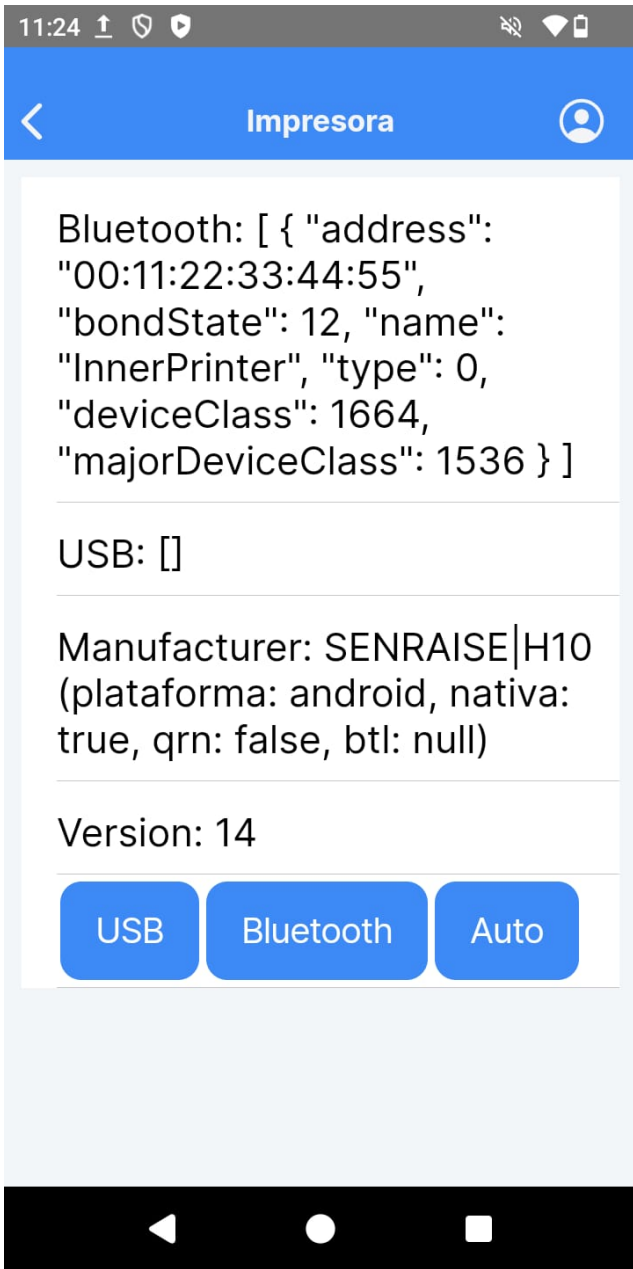 11:24
Impresora
Bluetooth: [ { "address":
"00:11:22:33:44:55",
"bondState": 12, "name":
"InnerPrinter", "type": 0,
"deviceClass": 1664,
"majorDeviceClass": 1536 } ]
USB: []
Manufacturer: SENRAISE|H10
(plataforma: android, nativa:
true, qrn: false, btl: null)
Version: 14
USB Bluetooth Auto